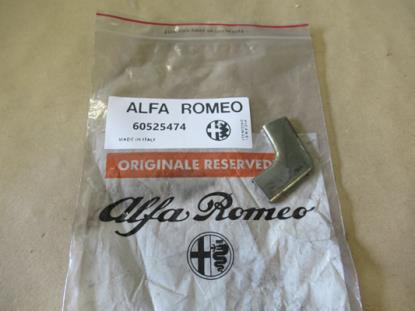 ALFA ROMEO
60525474
MADE IN ITALY
ORIGINALE RESERVED
Alfa Romeo